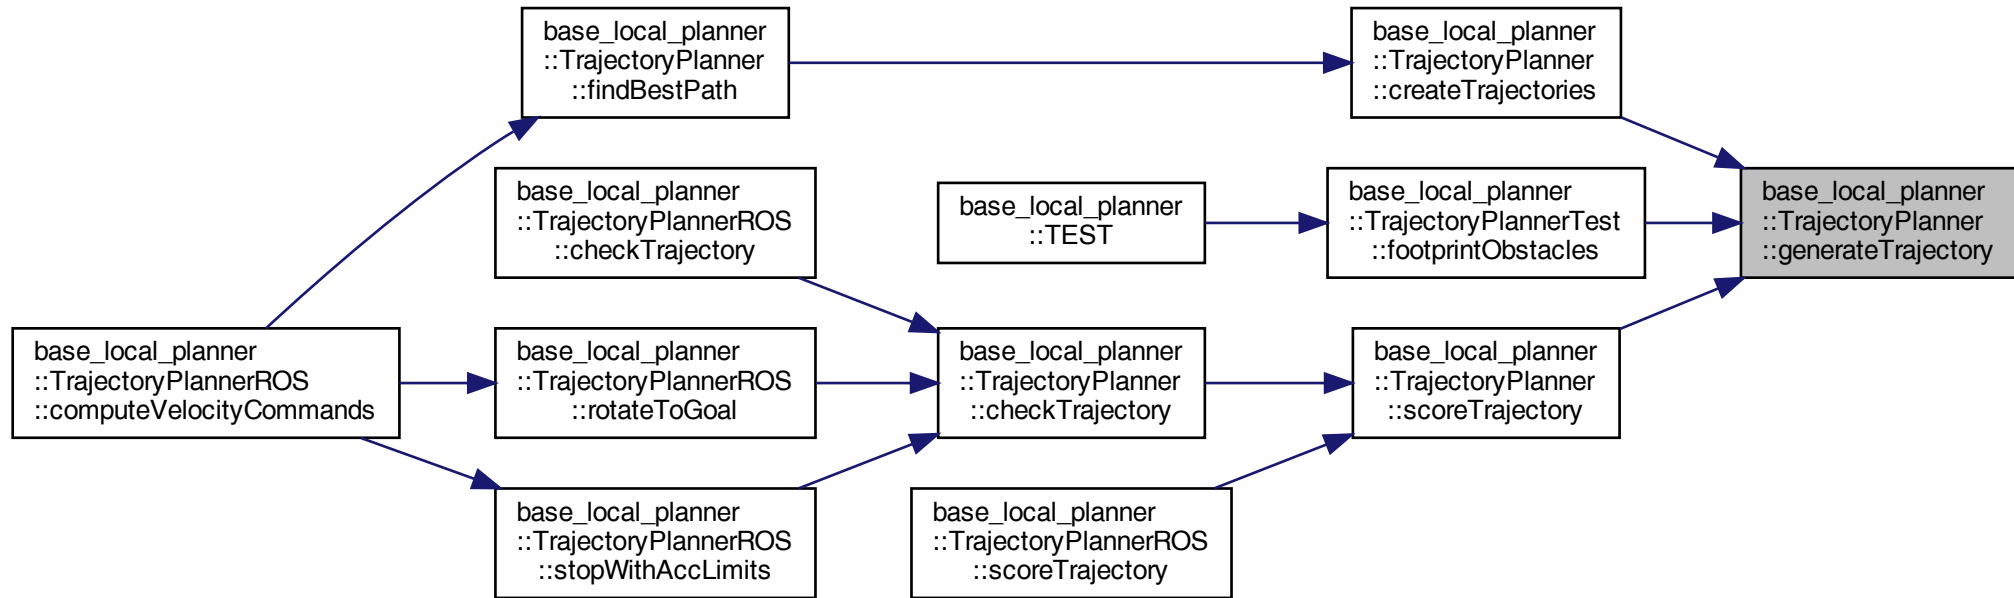 base_local_planner
::TrajectoryPlanner
::findBestPath
base_local_planner
::TrajectoryPlanner
::createTrajectories
base_local_planner
::TrajectoryPlannerROS
::checkTrajectory
base_local_planner
::TEST
base_local_planner
::TrajectoryPlannerTest
::footprintObstacles
base_local_planner
::TrajectoryPlanner
::generateTrajectory
base_local_planner
::TrajectoryPlannerROS
::computeVelocityCommands
base_local_planner
::TrajectoryPlannerROS
::rotateToGoal
base_local_planner
::TrajectoryPlanner
::checkTrajectory
base_local_planner
::TrajectoryPlanner
::scoreTrajectory
base_local_planner
::TrajectoryPlannerROS
::stopWithAccLimits
base_local_planner
::TrajectoryPlannerROS
::scoreTrajectory